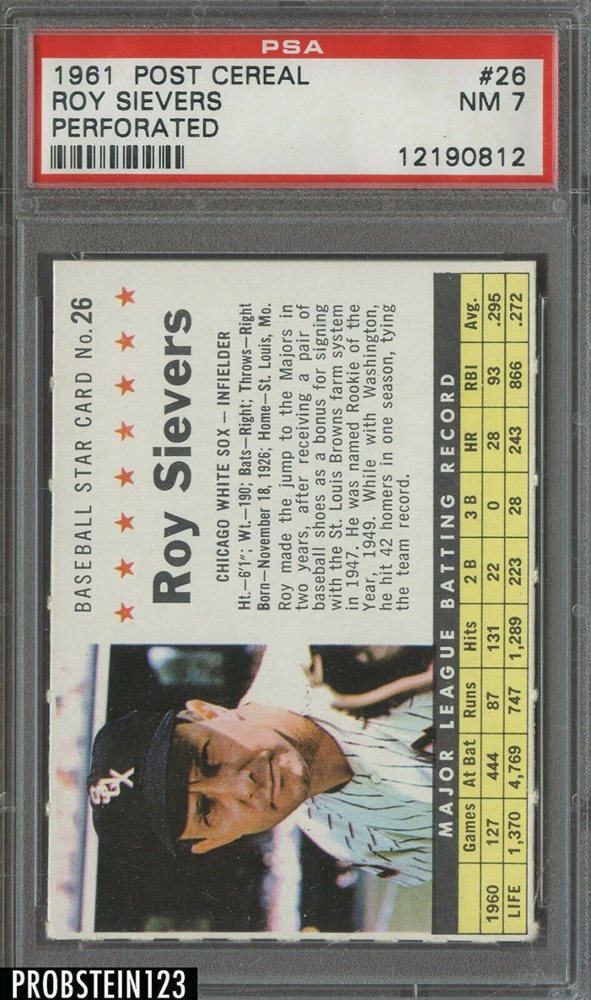 PSA
1961 POST CEREAL #26
ROY SIEVERS NM 7
PERFORATED
12190812
BASEBALL STAR CARD No. 26
Roy Sievers
CHICAGO WHITE SOX — INFIELDER
Ht.—6'1"; Wt.—190; Bats—Right; Throws—Right
Born—November 18, 1926; Home—St. Louis, Mo.
Roy made the jump to the Majors in
two years, after receiving a pair of
baseball shoes as a bonus for signing
with the St. Louis Browns farm system
in 1947. He was named Rookie of the
Year, 1949. While with Washington,
he hit 42 homers in one season, tying
the team record.
SOX
MAJOR LEAGUE BATTING RECORD
Games At Bat Runs Hits 2 B 3 B HR RBI Avg.
1960 127 444 87 131 22 0 28 93 .295
LIFE 1,370 4,769 747 1,289 223 28 243 866 .272
PROBSTEIN123